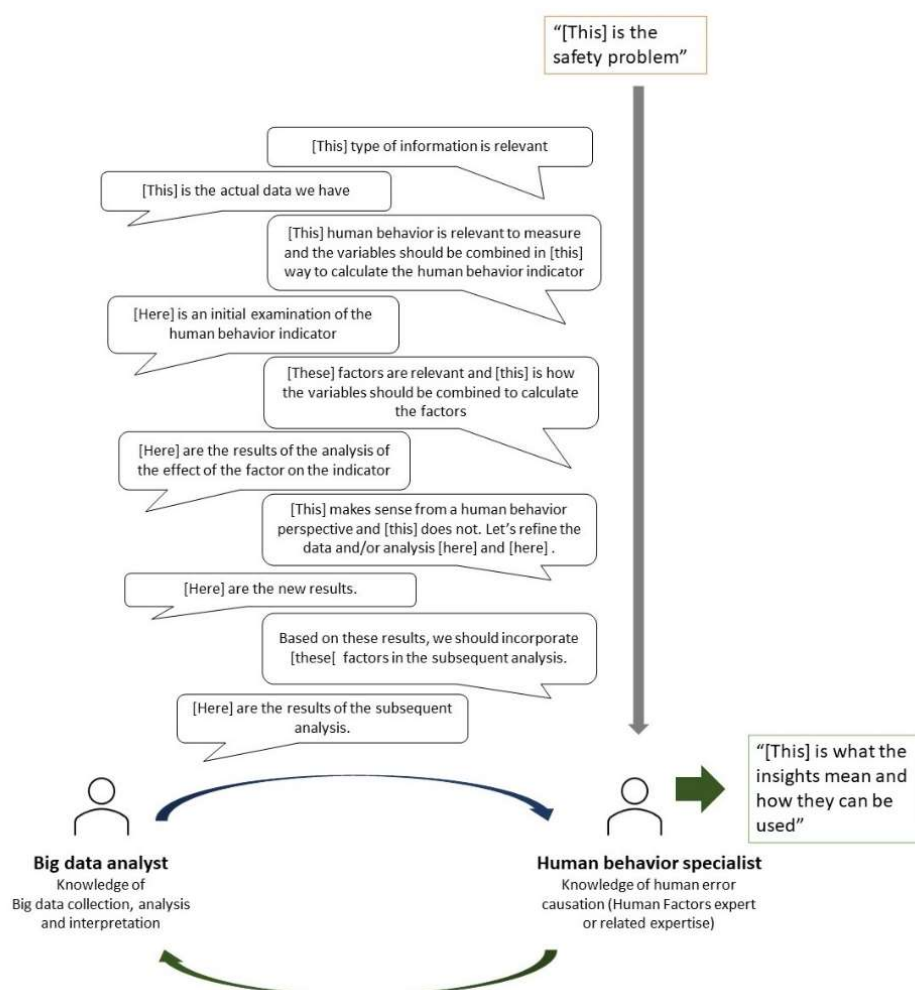 “[This] is the
safety problem”
[This] type of information is relevant
[This] is the actual data we have
[This] human behavior is relevant to measure
and the variables should be combined in [this]
way to calculate the human behavior indicator
[Here] is an initial examination of the
human behavior indicator
[These] factors are relevant and [this] is how
the variables should be combined to calculate
the factors
[Here] are the results of the analysis of
the effect of the factor on the indicator
[This] makes sense from a human behavior
perspective and [this] does not. Let’s refine the
data and/or analysis [here] and [here] .
[Here] are the new results.
Based on these results, we should incorporate
[these[ factors in the subsequent analysis.
[Here] are the results of the subsequent
analysis.
“[This] is what the
insights mean and
how they can be
used”
Big data analyst
Knowledge of
Big data collection, analysis
and interpretation
Human behavior specialist
Knowledge of human error
causation (Human Factors expert
or related expertise)